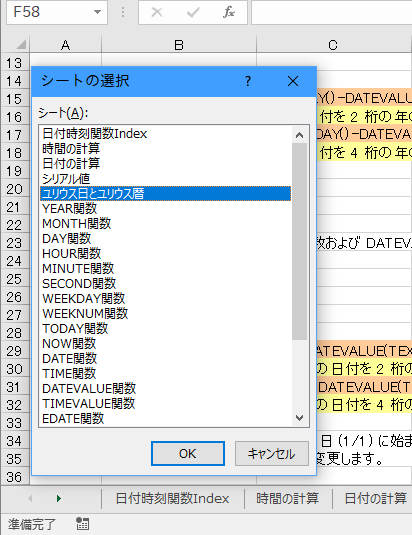 F58
fx
A B C
13
14
15 AY()-DATEVALU
16 付を 2 桁の 年の
17 DAY()-DATEVA
18 付を 4 桁の 年の
19
20
21
22
23 数および DATEV
24
25
26
27
28
29 DATEVALUE(TEX
30 の 日付を 2 桁の
31 -DATEVALUE(T
32 の 日付を 4 桁の
33
34 日 (1/1) に始ま
35 変更します。
36
シートの選択 ? ×
シート(A):
日付時刻関数Index
時間の計算
日付の計算
シリアル値
ユリウス日とユリウス暦
YEAR関数
MONTH関数
DAY関数
HOUR関数
MINUTE関数
SECOND関数
WEEKDAY関数
WEEKNUM関数
TODAY関数
NOW関数
DATE関数
TIME関数
DATEVALUE関数
TIMEVALUE関数
EDATE関数
OK キャンセル
日付時刻関数Index 時間の計算 日付の計算
準備完了